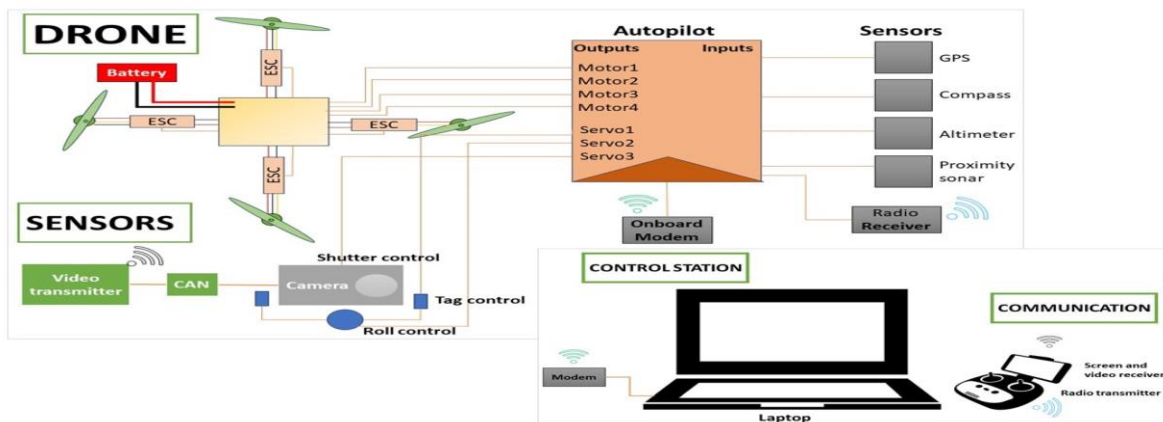 DRONE
Battery
ESC
ESC
ESC
ESC
Autopilot
Outputs
Inputs
Motor1
Motor2
Motor3
Motor4
Servo1
Servo2
Servo3
Sensors
GPS
Compass
Altimeter
Proximity
sonar
Onboard
Modem
Radio
Receiver
SENSORS
Video
transmitter
CAN
Shutter control
Camera
Tag control
Roll control
CONTROL STATION
Modem
Laptop
COMMUNICATION
Screen and
video receiver
Radio transmitter